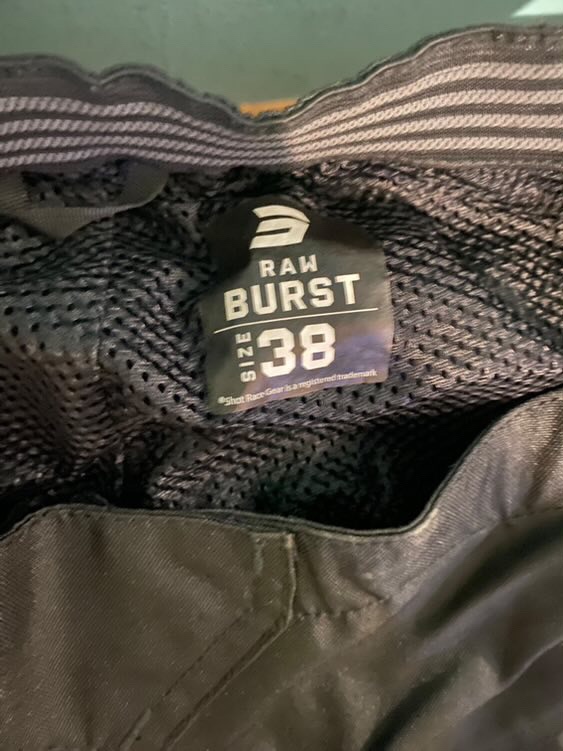 RAW
BURST
SIZE 38
®Shot Race Gear is a registered trademark